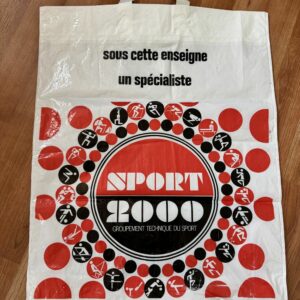 sous cette enseigne
un spécialiste
SPORT
2000
GROUPEMENT TECHNIQUE DU SPORT